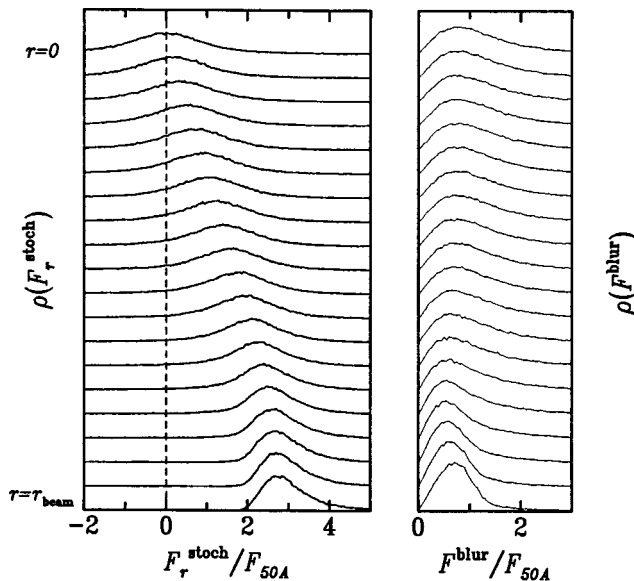 r=0
ρ(F_r^stoch)
r=r_beam
-2 0 2 4
F_r^stoch/F_50A
0 2
F^blur/F_50A
ρ(F^blur)